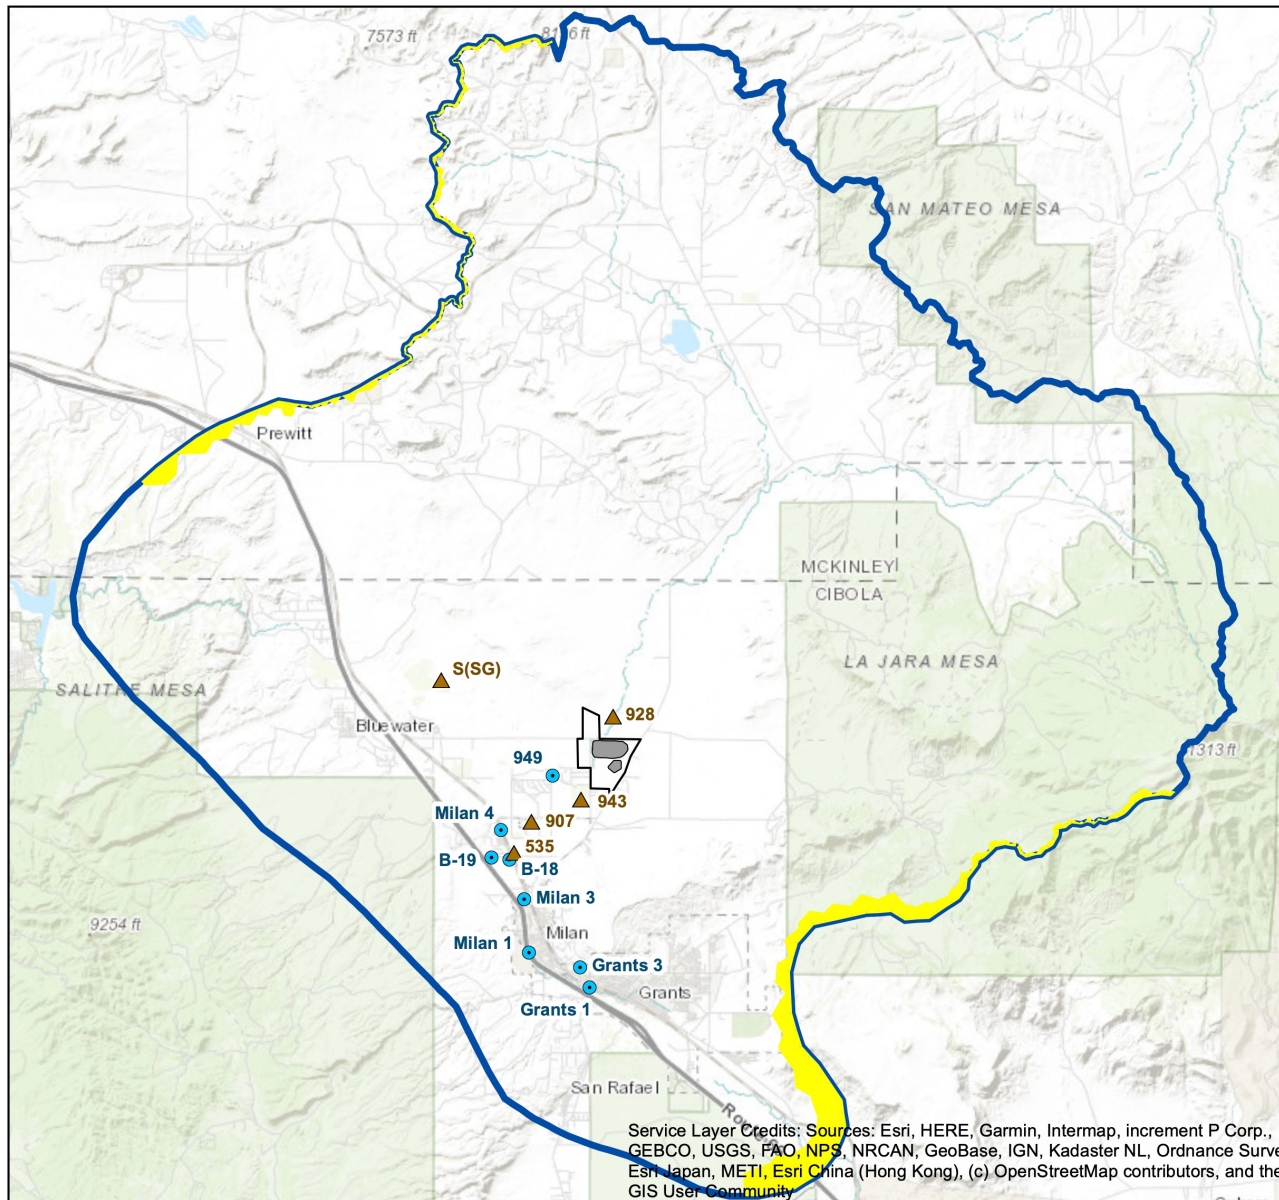 7573 ft
SAN MATEO MESA
Prewitt
MCKINLEY
CIBOLA
LA JARA MESA
S(SG)
SALITRE MESA
928
Bluewater
949
943
Milan 4
907
535
B-19
B-18
Milan 3
9254 ft
Milan
Milan 1
Grants 3
Grants
Grants 1
San Rafael
Service Layer Credits: Sources: Esri, HERE, Garmin, Intermap, increment P Corp.,
GEBCO, USGS, FAO, NPS, NRCAN, GeoBase, IGN, Kadaster NL, Ordnance Surve
Esri Japan, METI, Esri China (Hong Kong), (c) OpenStreetMap contributors, and the
GIS User Community